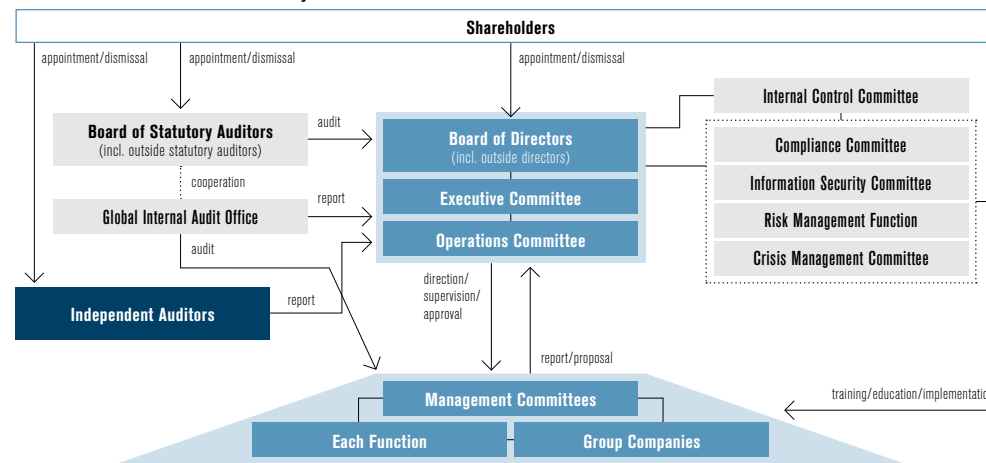 Shareholders
appointment/dismissal
appointment/dismissal
appointment/dismissal
Internal Control Committee
Board of Statutory Auditors
(incl. outside statutory auditors)
audit
Board of Directors
(incl. outside directors)
Compliance Committee
cooperation
Information Security Committee
Global Internal Audit Office
report
Executive Committee
Risk Management Function
audit
Operations Committee
Crisis Management Committee
direction/
supervision/
approval
Independent Auditors
report
report/proposal
Management Committees
training/education/implementatio
Each Function
Group Companies